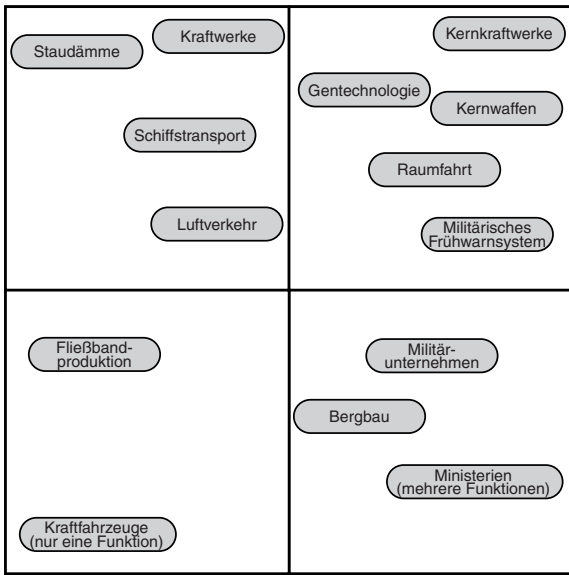 Staudämme
Kraftwerke
Schiffstransport
Luftverkehr
Kernkraftwerke
Gentechnologie
Kernwaffen
Raumfahrt
Militärisches
Frühwarnsystem
Fließband-
produktion
Kraftfahrzeuge
(nur eine Funktion)
Militär-
unternehmen
Bergbau
Ministerien
(mehrere Funktionen)